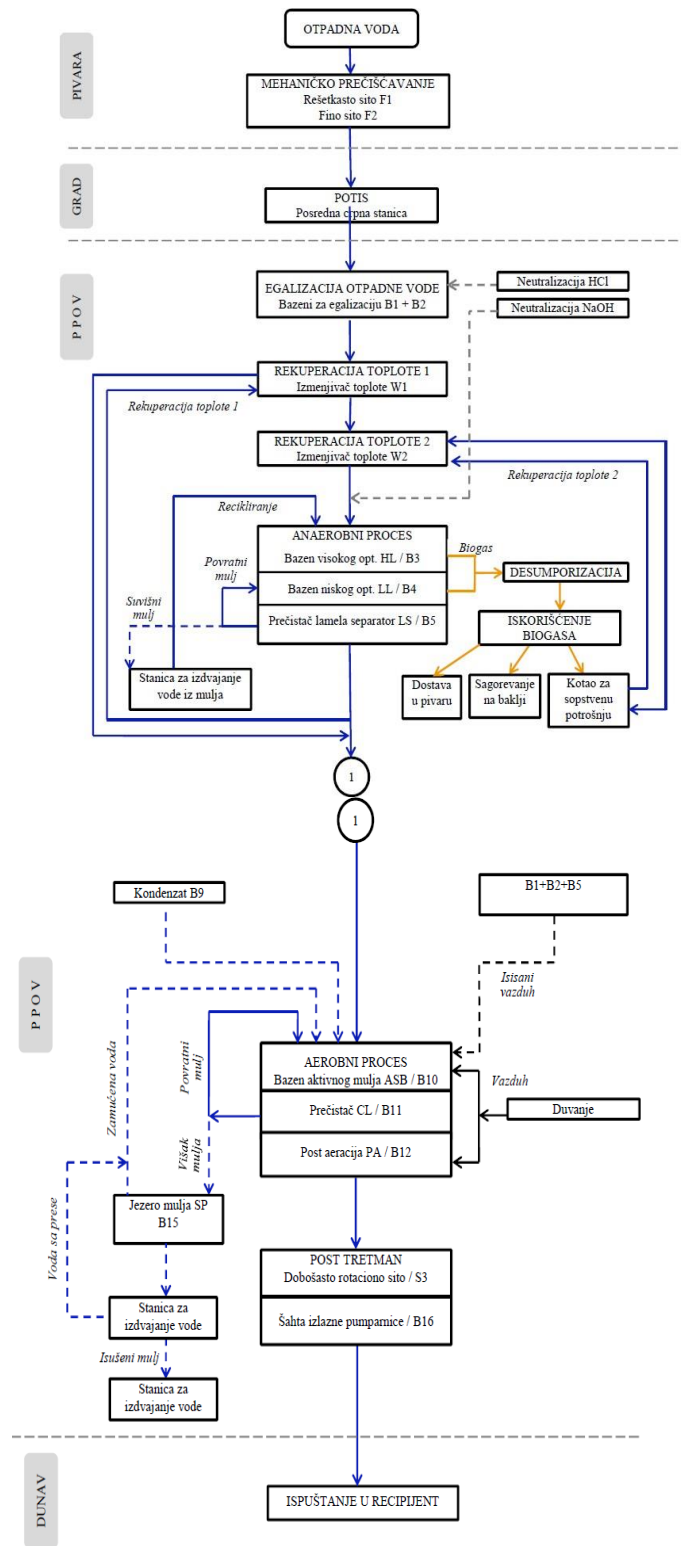 OTPADNA VODA
PIVARA
MEHANIČKO PREČIŠĆAVANJE
Rešetkasto sito F1
Fino sito F2
GRAD
POTIS
Posredna crpna stanica
P P O V
EGALIZACIJA OTPADNE VODE
Bazeni za egalizaciju B1 + B2
Neutralizacija HCl
Neutralizacija NaOH
REKUPERACIJA TOPLOTE 1
Izmenjivač toplote W1
Rekuperacija toplote 1
REKUPERACIJA TOPLOTE 2
Izmenjivač toplote W2
Rekuperacija toplote 2
Recikliranje
ANAEROBNI PROCES
Bazen visokog opt. HL / B3
Bazen niskog opt. LL / B4
Prečistač lamela separator LS / B5
Povratni
mulj
Suvišni
mulj
Biogas
DESUMPORIZACIJA
ISKORIŠĆENJE
BIOGASA
Stanica za izdvajanje
vode iz mulja
Dostava
u pivaru
Sagorevanje
na baklji
Kotao za
sopstvenu
potrošnju
1
1
Kondenzat B9
B1+B2+B5
P P O V
Isisani
vazduh
Zamućena voda
Povratni
mulj
AEROBNI PROCES
Bazen aktivnog mulja ASB / B10
Prečistač CL / B11
Post aeracija PA / B12
Vazduh
Duvanje
Višak
mulja
Jezero mulja SP
B15
Voda sa prese
POST TRETMAN
Dobošasto rotaciono sito / S3
Šahta izlazne pumparnice / B16
Stanica za
izdvajanje vode
Isušeni mulj
Stanica za
izdvajanje vode
DUNAV
ISPUŠTANJE U RECIPIJENT